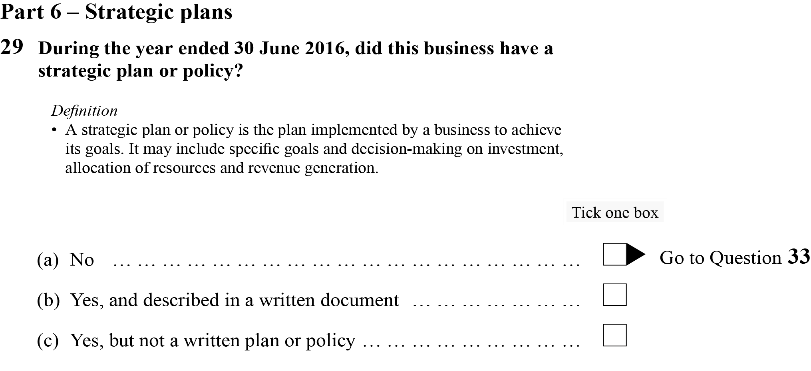 Part 6 – Strategic plans
29 During the year ended 30 June 2016, did this business have a
strategic plan or policy?
Definition
• A strategic plan or policy is the plan implemented by a business to achieve
its goals. It may include specific goals and decision-making on investment,
allocation of resources and revenue generration.
Tick one box
(a) No ... ... ... ... ... ... ... ... ... ... ... ... ... ... ... ... ... ... ... Go to Question 33
(b) Yes, and described in a written document ... ... ... ... ... ... ...
(c) Yes, but not a written plan or policy ... ... ... ... ... ... ... ... ...